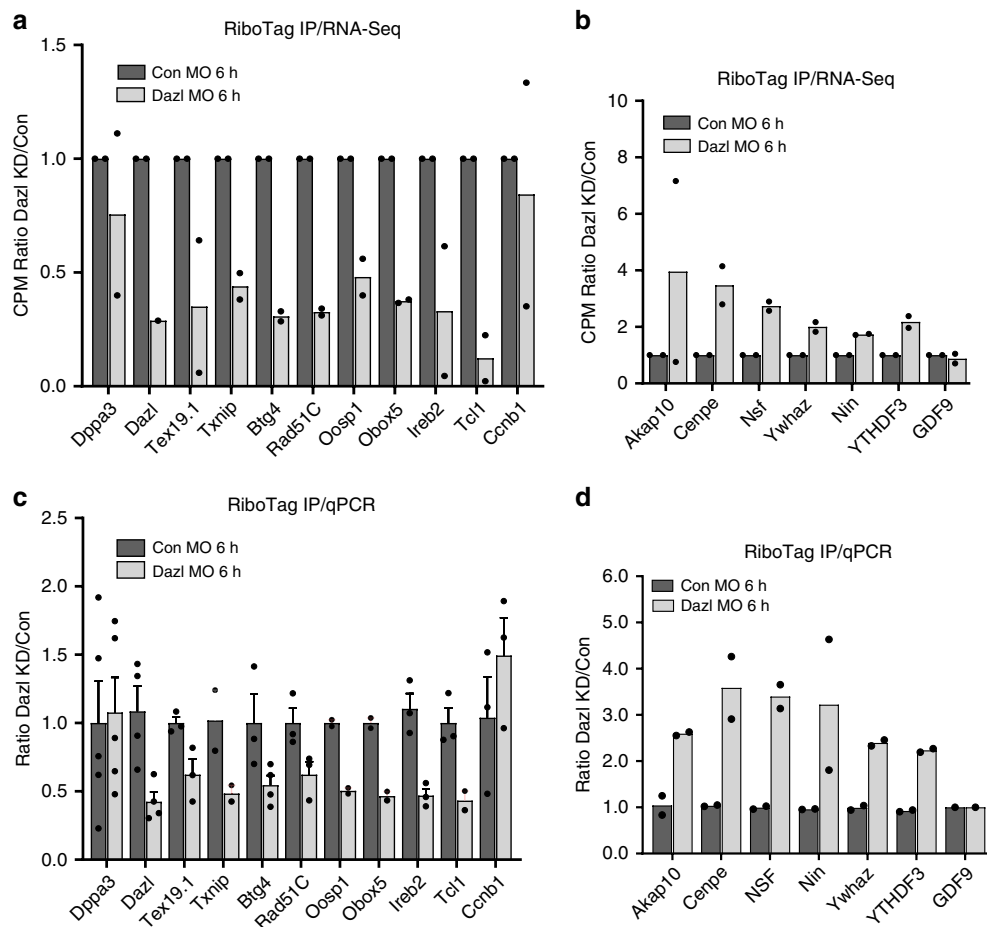 a
RiboTag IP/RNA-Seq
1.5
1.0
0.5
0.0
CPM Ratio Dazl KD/Con
Con MO 6 h
Dazl MO 6 h
Dppa3
Dazl
Tex19.1
Txnip
Btg4
Rad51C
Oosp1
Obox5
Ireb2
Tcl1
Ccnb1
b
RiboTag IP/RNA-Seq
10
8
6
4
2
0
CPM Ratio Dazl KD/Con
Con MO 6 h
Dazl MO 6 h
Akap10
Cenpe
Nsf
Ywhaz
Nin
YTHDF3
GDF9
c
RiboTag IP/qPCR
2.5
2.0
1.5
1.0
0.5
0.0
Ratio Dazl KD/Con
Con MO 6 h
Dazl MO 6 h
Dppa3
Dazl
Tex19.1
Txnip
Btg4
Rad51C
Oosp1
Obox5
Ireb2
Tcl1
Ccnb1
d
RiboTag IP/qPCR
6.0
5.0
4.0
3.0
2.0
1.0
0.0
Ratio Dazl KD/Con
Con MO 6 h
Dazl MO 6 h
Akap10
Cenpe
NSF
Nin
Ywhaz
YTHDF3
GDF9